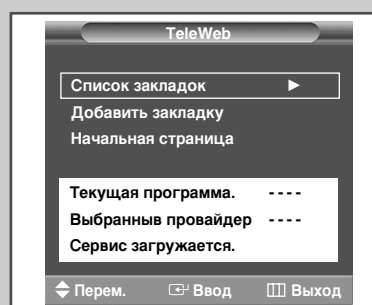 TeleWeb
Список закладок ►
Добавить закладку
Начальная страница
Текущая программа. ----
Выбранныв провайдер ----
Сервис загружается.
Перем. Ввод Выход